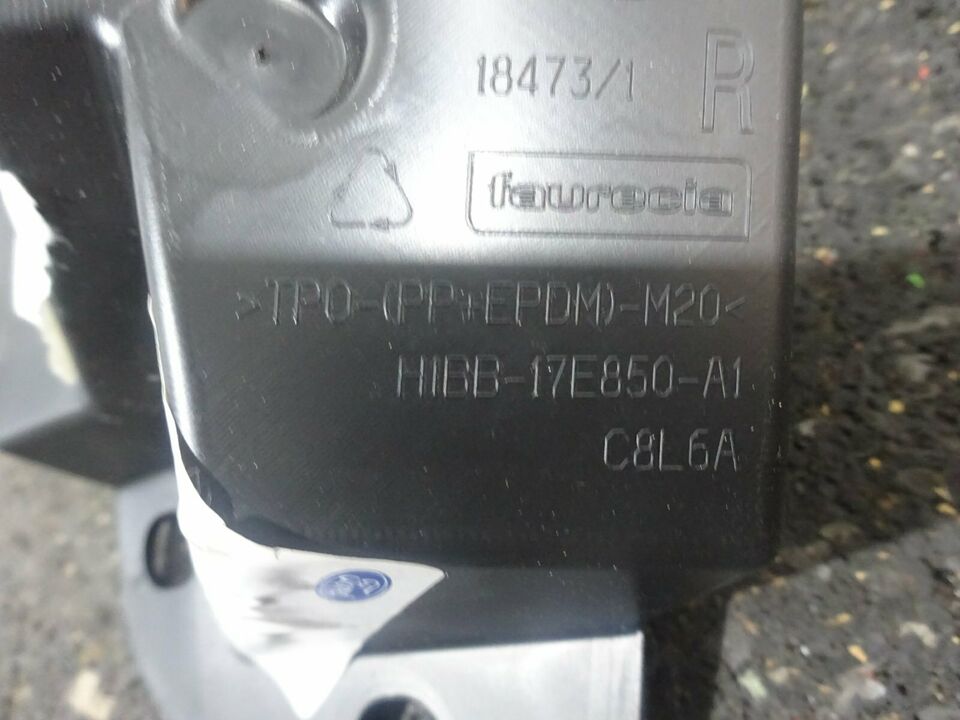 18473/1
R
faurecia
>TPO-(PP+EPDM)-M20<
H1BB-17E850-A1
C8L6A